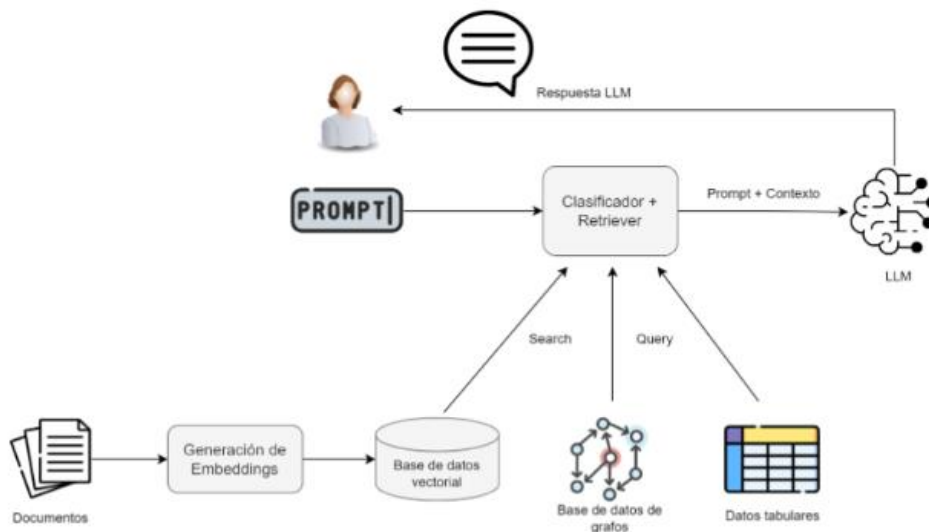 Respuesta LLM
PROMPT
Clasificador +
Retriever
Prompt + Contexto
LLM
Search
Query
Generación de
Embeddings
Base de datos
vectorial
Documentos
Base de datos de
grafos
Datos tabulares